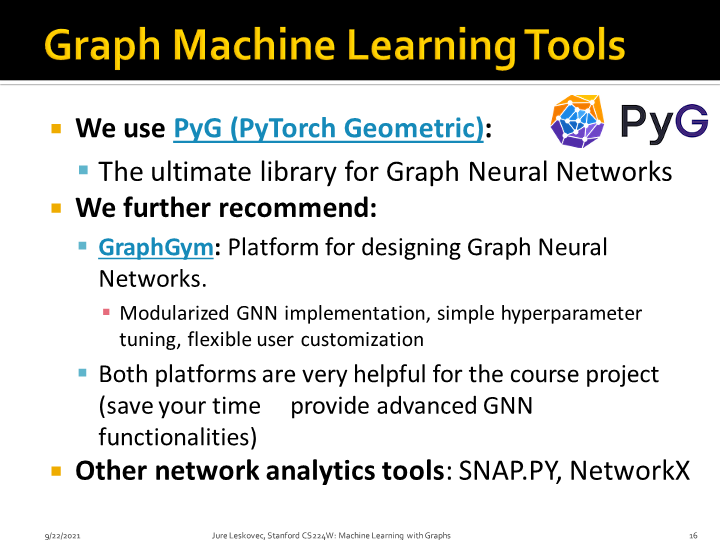 Graph Machine Learning Tools
PyG
▪ We use PyG (PyTorch Geometric):
▪ The ultimate library for Graph Neural Networks
▪ We further recommend:
▪ GraphGym: Platform for designing Graph Neural
Networks.
▪ Modularized GNN implementation, simple hyperparameter
tuning, flexible user customization
▪ Both platforms are very helpful for the course project
(save your time provide advanced GNN
functionalities)
▪ Other network analytics tools: SNAP.PY, NetworkX
9/22/2021 Jure Leskovec, Stanford CS224W: Machine Learning with Graphs 16